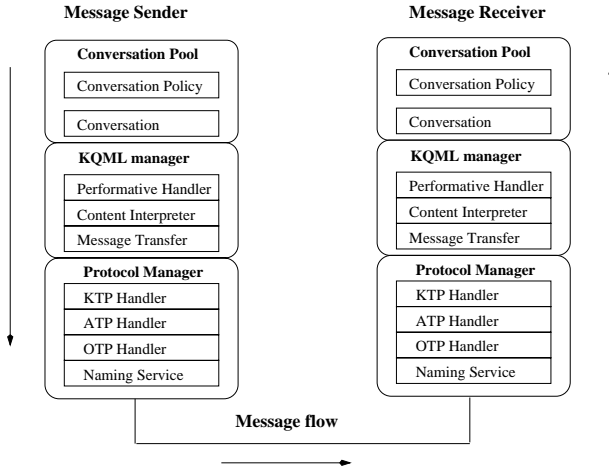 Message Sender
Conversation Pool
Conversation Policy
Conversation
KQML manager
Performative Handler
Content Interpreter
Message Transfer
Protocol Manager
KTP Handler
ATP Handler
OTP Handler
Naming Service
Message Receiver
Conversation Pool
Conversation Policy
Conversation
KQML manager
Performative Handler
Content Interpreter
Message Transfer
Protocol Manager
KTP Handler
ATP Handler
OTP Handler
Naming Service
Message flow